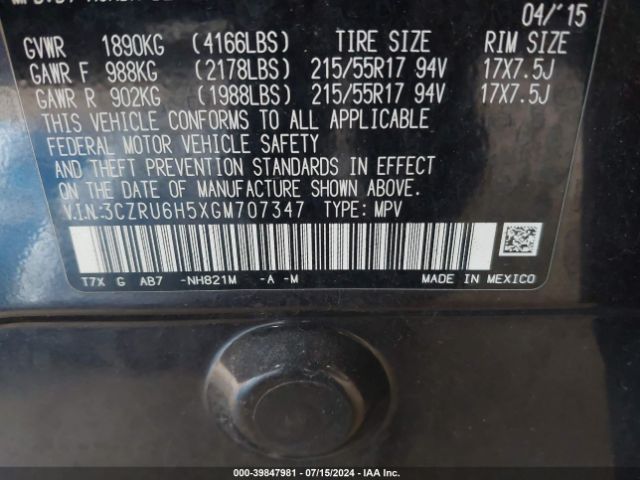 04/'15
GVWR 1890KG (4166LBS) TIRE SIZE RIM SIZE
GAWR F 988KG (2178LBS) 215/55R17 94V 17X7.5J
GAWR R 902KG (1988LBS) 215/55R17 94V 17X7.5J
THIS VEHICLE CONFORMS TO ALL APPLICABLE
FEDERAL MOTOR VEHICLE SAFETY
AND THEFT PREVENTION STANDARDS IN EFFECT
ON THE DATE OF MANUFACTURE SHOWN ABOVE.
V.I.N:3CZRU6H5XGM707347 TYPE: MPV
T7X G AB7 -NH821M -A -M MADE IN MEXICO
000-39847981 / 07/15/2024 / IAAI.com